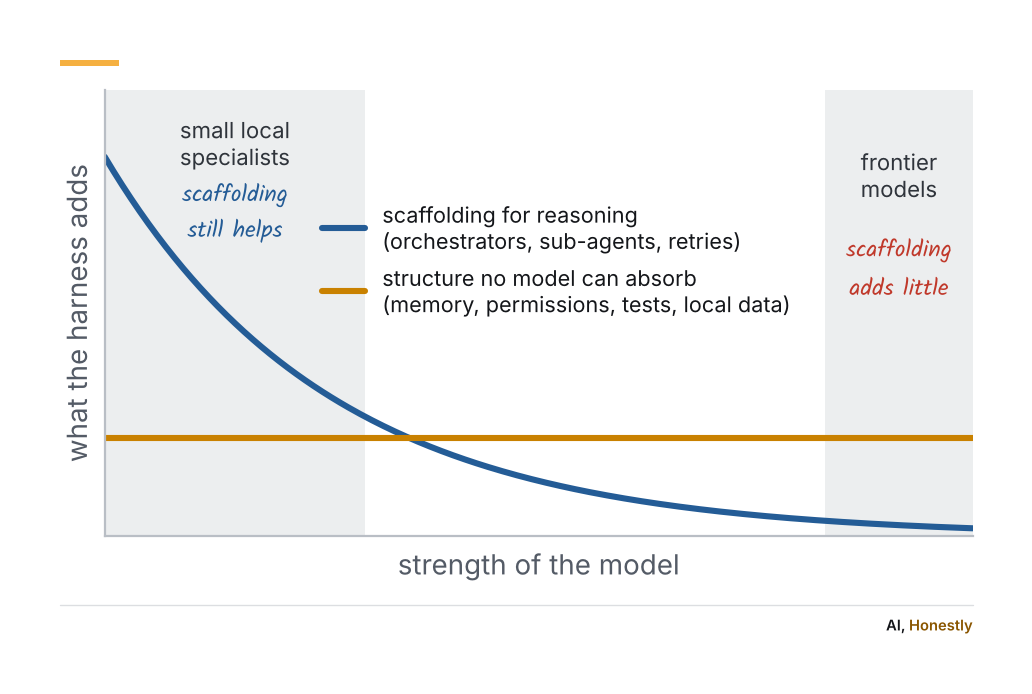 small local
specialists
scaffolding
still helps
scaffolding for reasoning
(orchestrators, sub-agents, retries)
structure no model can absorb
(memory, permissions, tests, local data)
frontier
models
scaffolding
adds little
what the harness adds
strength of the model
AI, Honestly